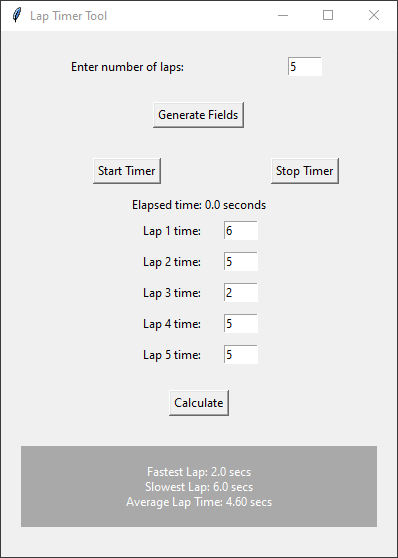 Lap Timer Tool
Enter number of laps: 5
Generate Fields
Start Timer Stop Timer
Elapsed time: 0.0 seconds
Lap 1 time: 6
Lap 2 time: 5
Lap 3 time: 2
Lap 4 time: 5
Lap 5 time: 5
Calculate
Fastest Lap: 2.0 secs
Slowest Lap: 6.0 secs
Average Lap Time: 4.60 secs